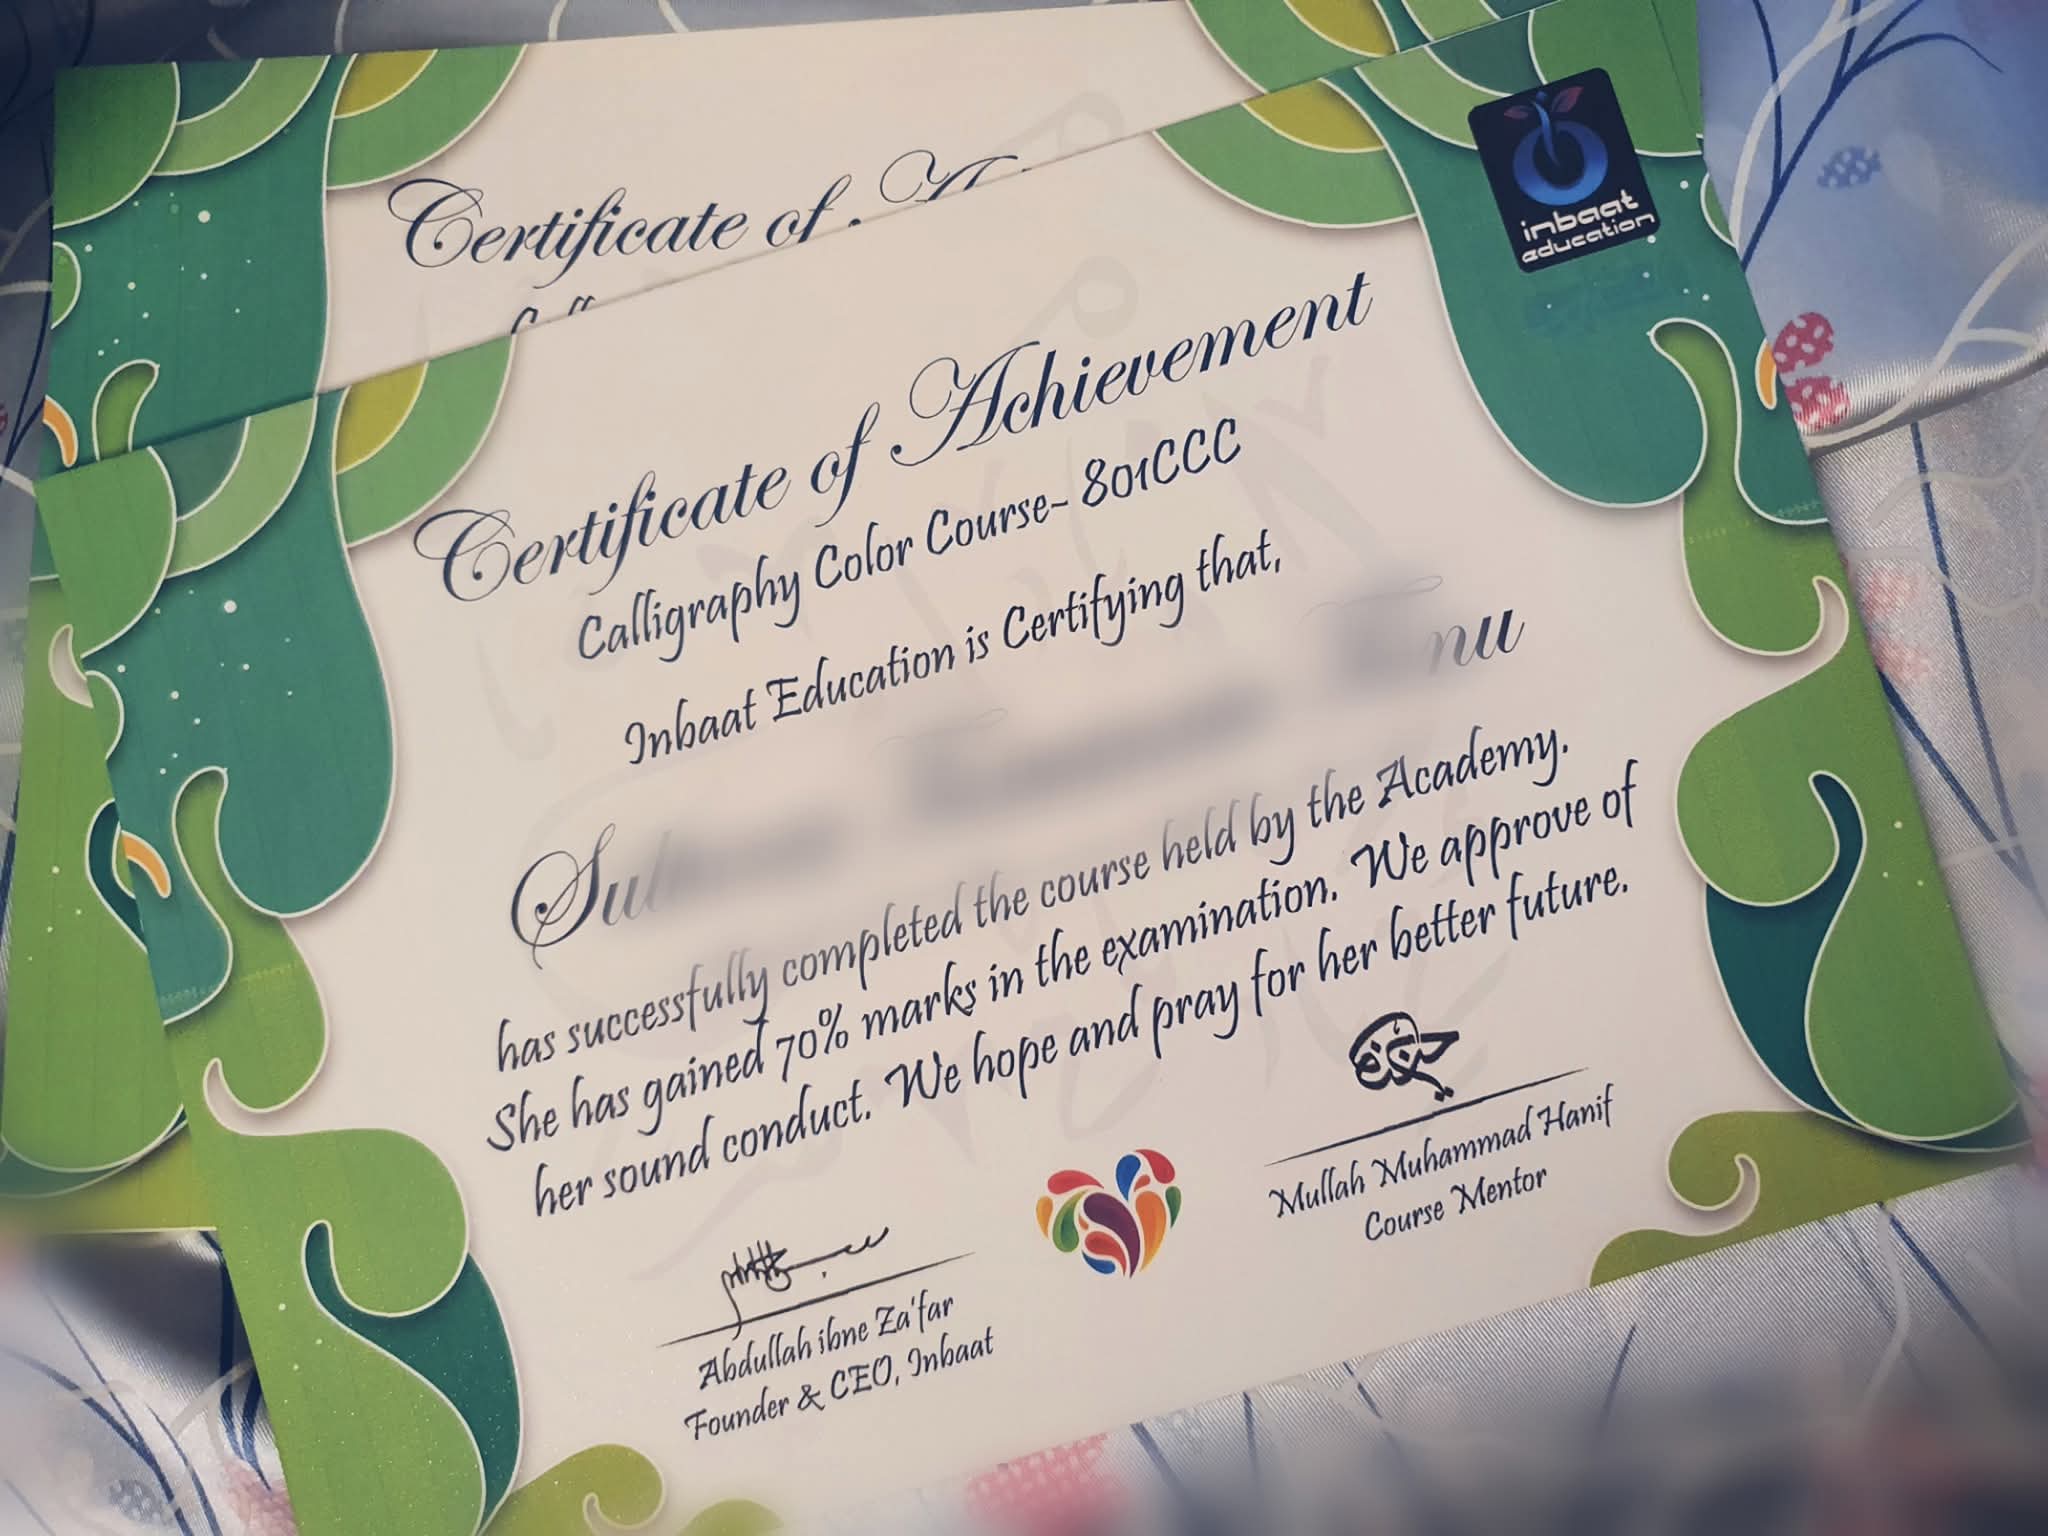 Certificate of
inbaat
education
Certificate of Achievement
Calligraphy Color Course- 801CCC
Inbaat Education is Certifying that,
has successfully completed the course held by the Academy.
She has gained 70% marks in the examination. We approve of
her sound conduct. We hope and pray for her better future.
Abdullah ibne Za'far
Founder & CEO, Inbaat
Mullah Muhammad Hanif
Course Mentor